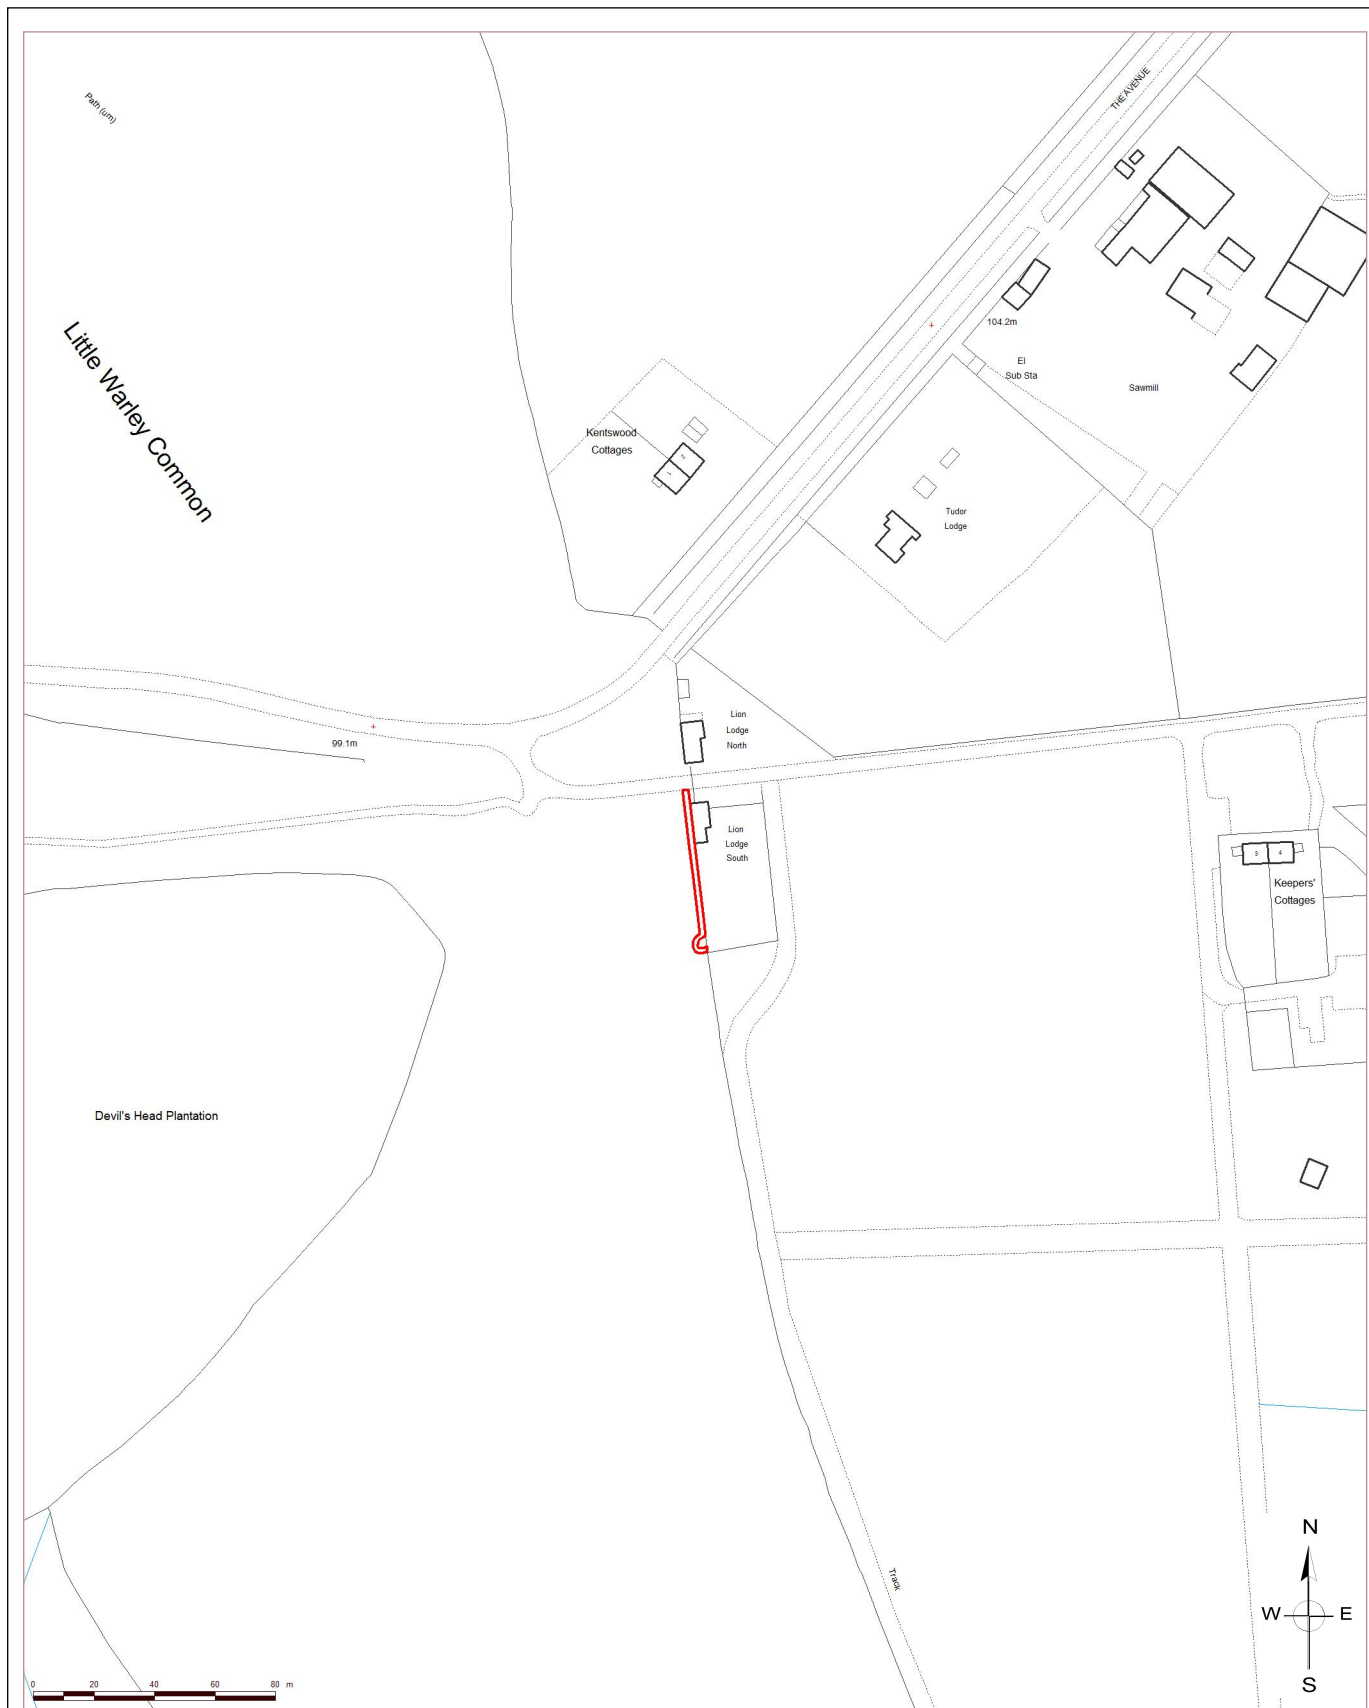 Path (um)
THE AVENUE
Little Warley Common
104.2m
El
Sub Sta
Sawmill
Kentswood
Cottages
2
1
Tudor
Lodge
Lion
Lodge
North
99.1m
Lion
Lodge
South
3
4
Keepers'
Cottages
Devil's Head Plantation
Track
N
W
E
S
0 20 40 60 80 m